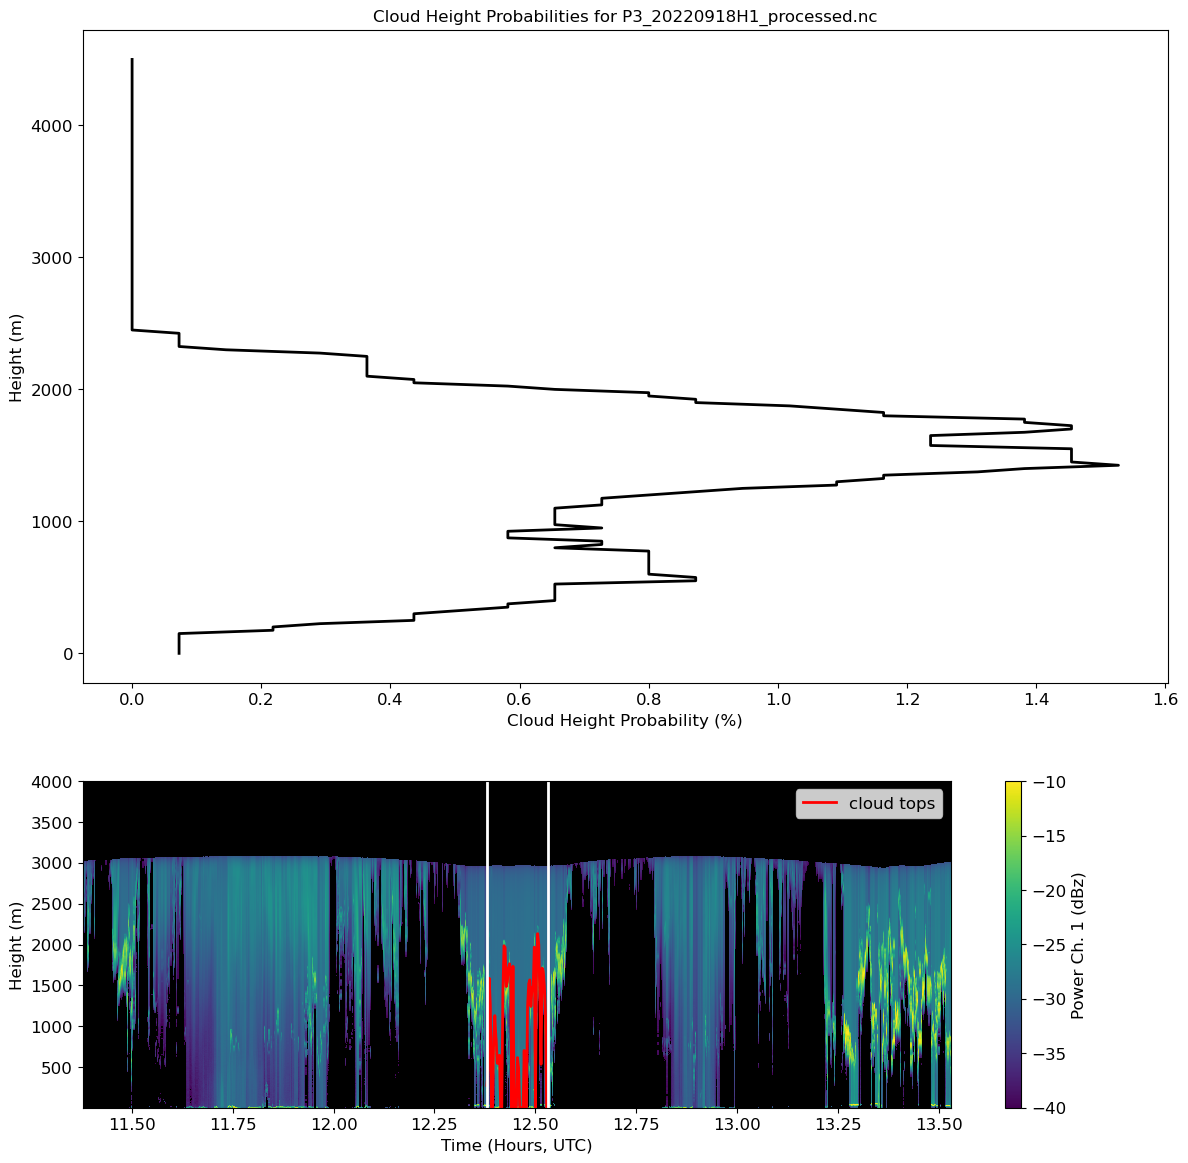 Cloud Height Probabilities for P3_20220918H1_processed.nc
4000
3000
2000
1000
0
Height (m)
0.0 0.2 0.4 0.6 0.8 1.0 1.2 1.4 1.6
Cloud Height Probability (%)
4000
3500
3000
2500
2000
1500
1000
500
Height (m)
cloud tops
11.50 11.75 12.00 12.25 12.50 12.75 13.00 13.25 13.50
Time (Hours, UTC)
−10
−15
−20
−25
−30
−35
−40
Power Ch. 1 (dBz)